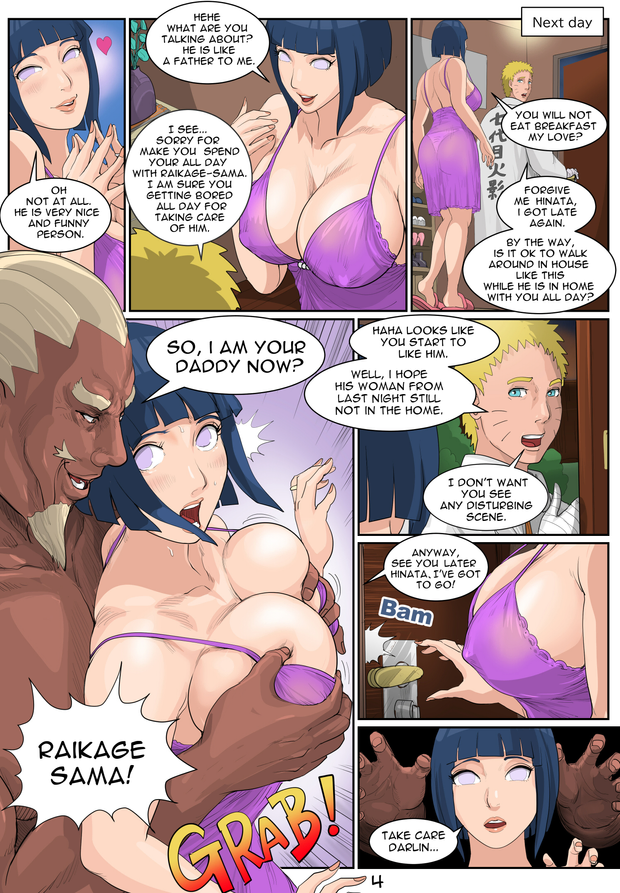 OH
NOT AT ALL.
HE IS VERY NICE
AND FUNNY
PERSON.
HEHE
WHAT ARE YOU
TALKING ABOUT?
HE IS LIKE
A FATHER TO ME.
I SEE...
SORRY FOR
MAKE YOU SPEND
YOUR ALL DAY
WITH RAIKAGE-SAMA.
I AM SURE YOU
GETTING BORED
ALL DAY FOR
TAKING CARE
OF HIM.
Next day
YOU WILL NOT
EAT BREAKFAST
MY LOVE?
七代目火影
FORGIVE
ME HINATA,
I GOT LATE
AGAIN.
BY THE WAY,
IS IT OK TO WALK
AROUND IN HOUSE
LIKE THIS
WHILE HE IS IN HOME
WITH YOU ALL DAY?
SO, I AM YOUR
DADDY NOW?
RAIKAGE
SAMA!
GRAB!
HAHA LOOKS LIKE
YOU START TO
LIKE HIM.
WELL, I HOPE
HIS WOMAN FROM
LAST NIGHT STILL
NOT IN THE HOME.
I DON'T WANT
YOU SEE
ANY DISTURBING
SCENE.
ANYWAY,
SEE YOU LATER
HINATA, I'VE GOT
TO GO!
Bam
TAKE CARE
DARLIN...
4